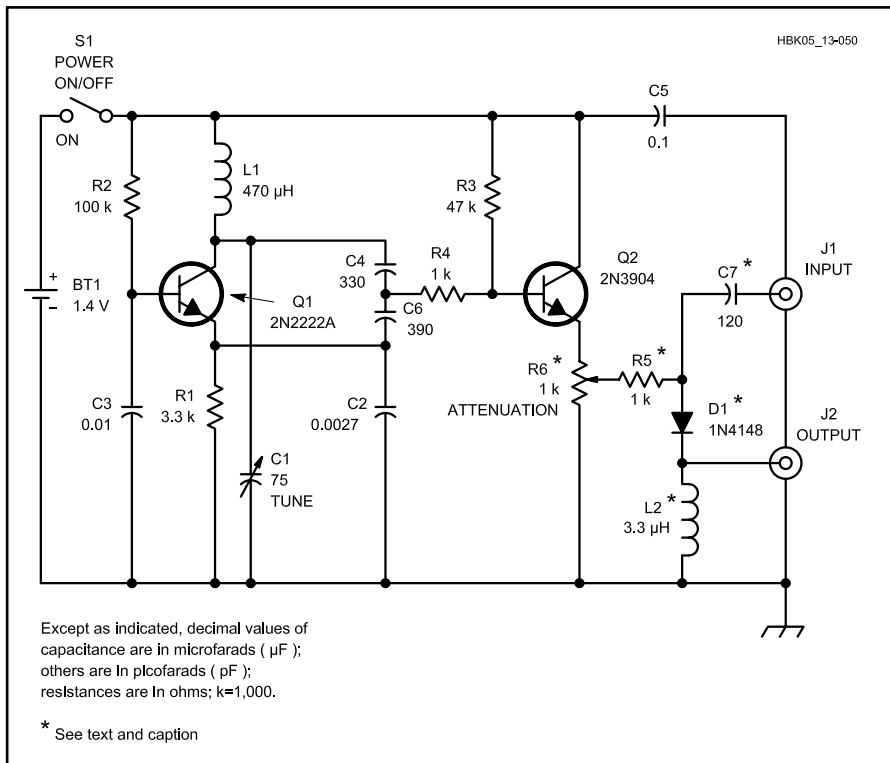 HBK05_13-050
S1
POWER
ON/OFF
ON
C5
0.1
R2
100 k
L1
470 µH
R3
47 k
C4
330
R4
1 k
Q2
2N3904
C7 *
120
J1
INPUT
+
BT1
1.4 V
–
Q1
2N2222A
C6
390
R6 *
1 k
ATTENUATION
R5 *
1 k
D1 *
1N4148
J2
OUTPUT
C3
0.01
R1
3.3 k
C2
0.0027
C1
75
TUNE
L2 *
3.3 µH
Except as indicated, decimal values of
capacitance are in microfarads ( µF );
others are in picofarads ( pF );
resistances are in ohms; k=1,000.
* See text and caption